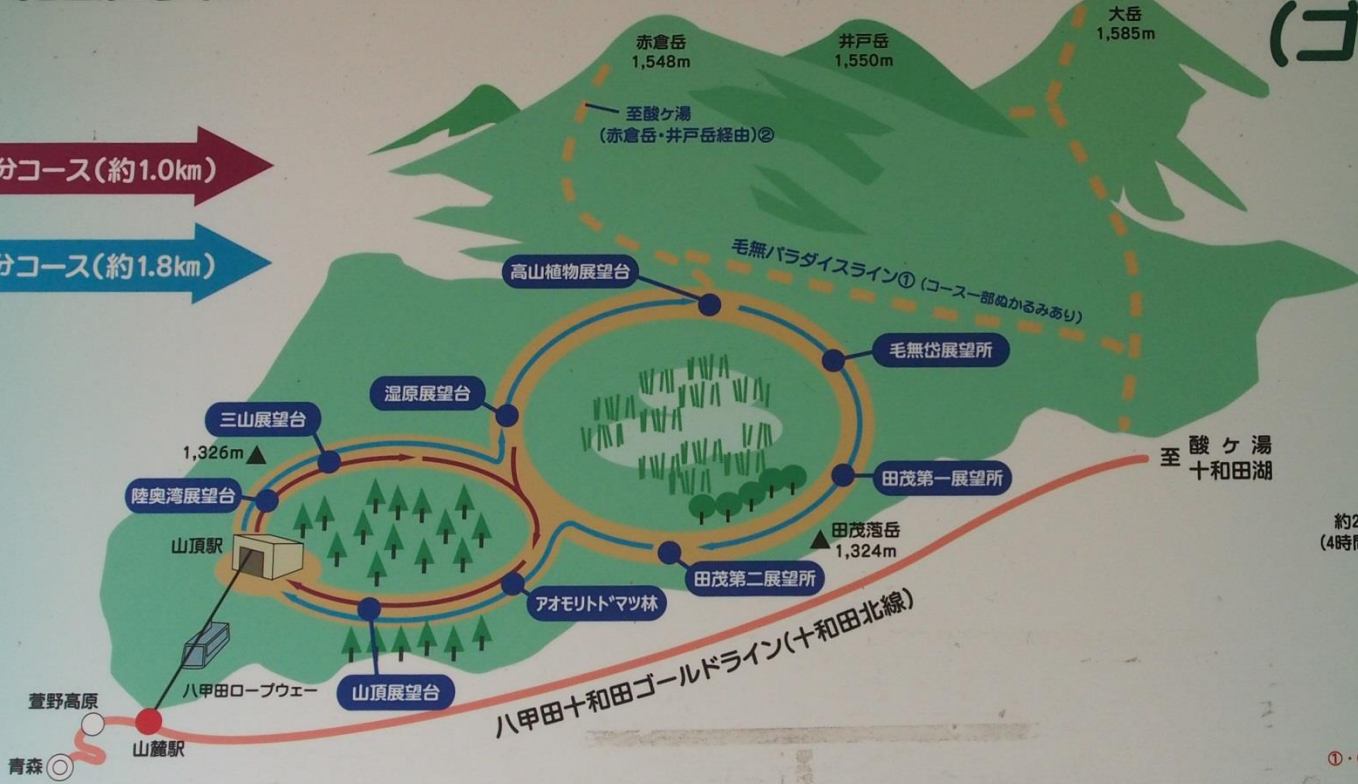 (ゴ
大岳
1,585m
赤倉岳
1,548m
井戸岳
1,550m
至酸ヶ湯
(赤倉岳・井戸岳経由)②
分コース(約1.0km)
分コース(約1.8km)
毛無パラダイスライン①(コース一部ぬかるみあり)
高山植物展望台
毛無岱展望所
湿原展望台
三山展望台
1,326m▲
陸奥湾展望台
田茂第一展望所
至 酸ヶ湯
十和田湖
山頂駅
▲田茂萢岳
1,324m
約2
(4時間
田茂第二展望所
アオモリトドマツ林
山頂展望台
八甲田ロープウェー
八甲田十和田ゴールドライン(十和田北線)
萱野高原
山麓駅
青森
①・